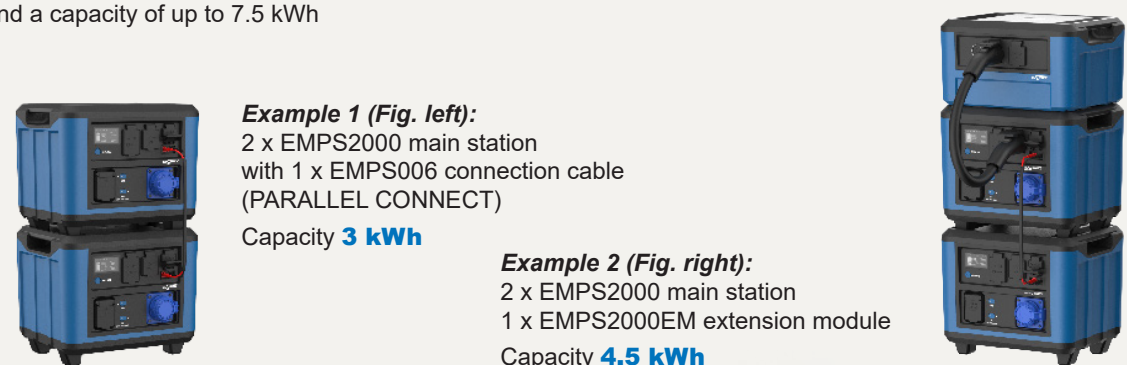 nd a capacity of up to 7.5 kWh
Example 1 (Fig. left):
2 x EMPS2000 main station
with 1 x EMPS006 connection cable
(PARALLEL CONNECT)
Capacity 3 kWh
Example 2 (Fig. right):
2 x EMPS2000 main station
1 x EMPS2000EM extension module
Capacity 4.5 kWh